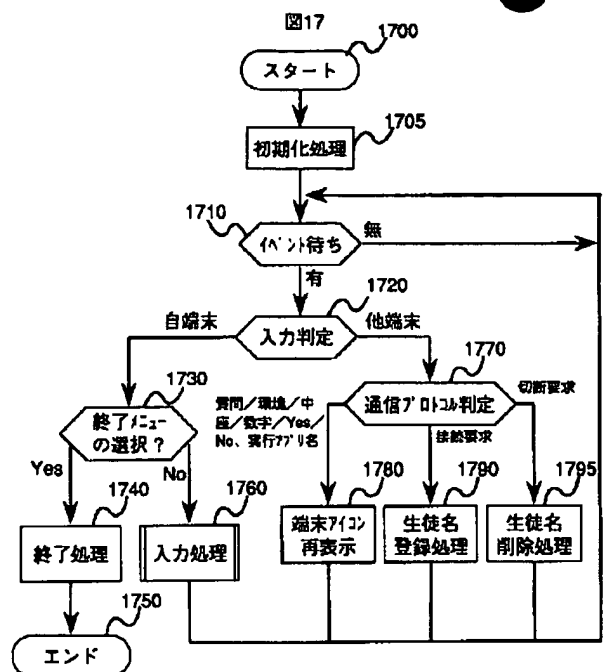 図17
1700
スタート
1705
初期化処理
1710
イベント待ち
無
有
1720
自端末
入力判定
他端末
1730
終了メニュー
の選択？
Yes
No
1770
質問／環境／中
座／数字／Yes／
No、実行アプリ名
通信プロトコル判定
切断要求
接続要求
1740
終了処理
1760
入力処理
1780
端末アイコン
再表示
1790
生徒名
登録処理
1795
生徒名
削除処理
1750
エンド